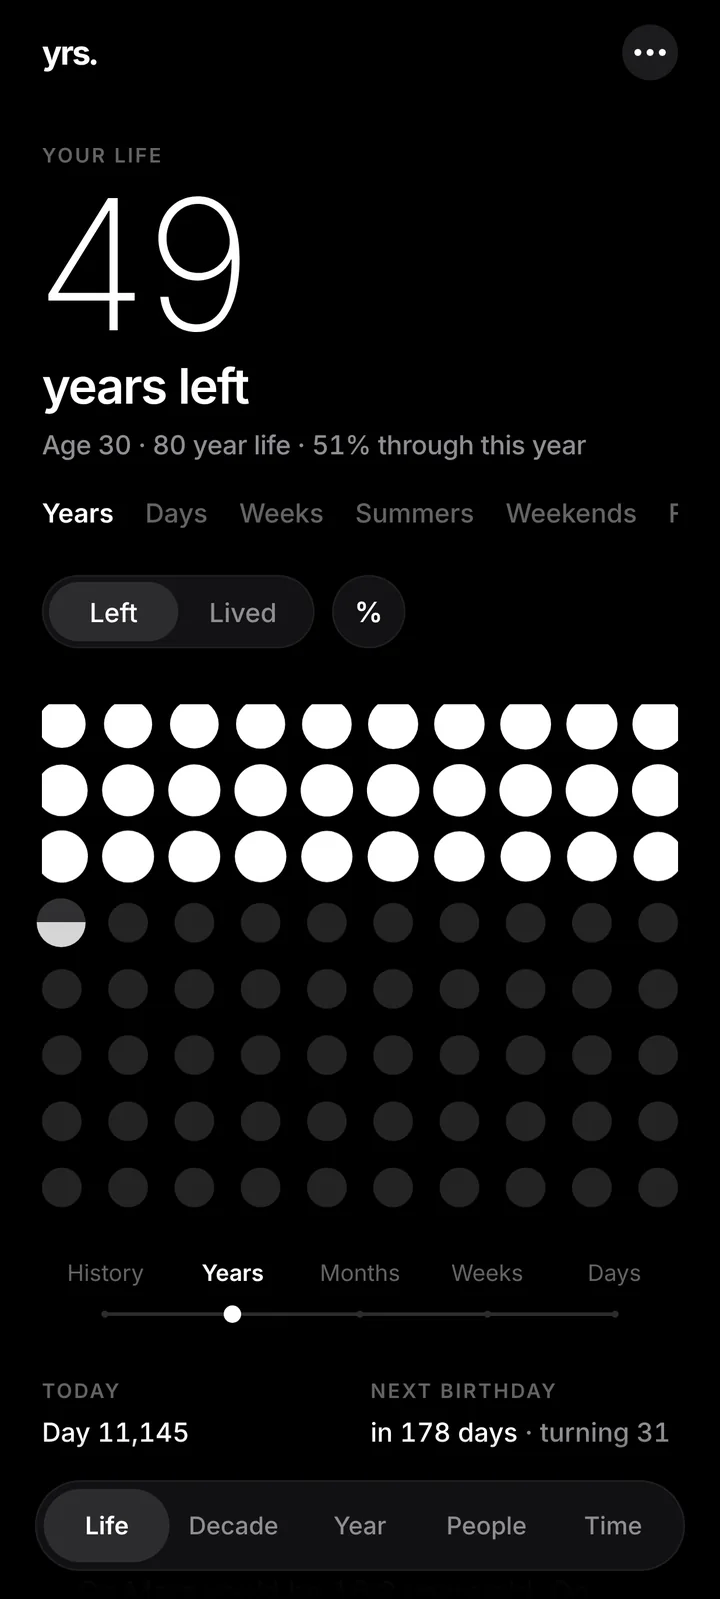 yrs.
YOUR LIFE
49
years left
Age 30 · 80 year life · 51% through this year
Years Days Weeks Summers Weekends
Left Lived %
History Years Months Weeks Days
TODAY NEXT BIRTHDAY
Day 11,145 in 178 days · turning 31
Life Decade Year People Time